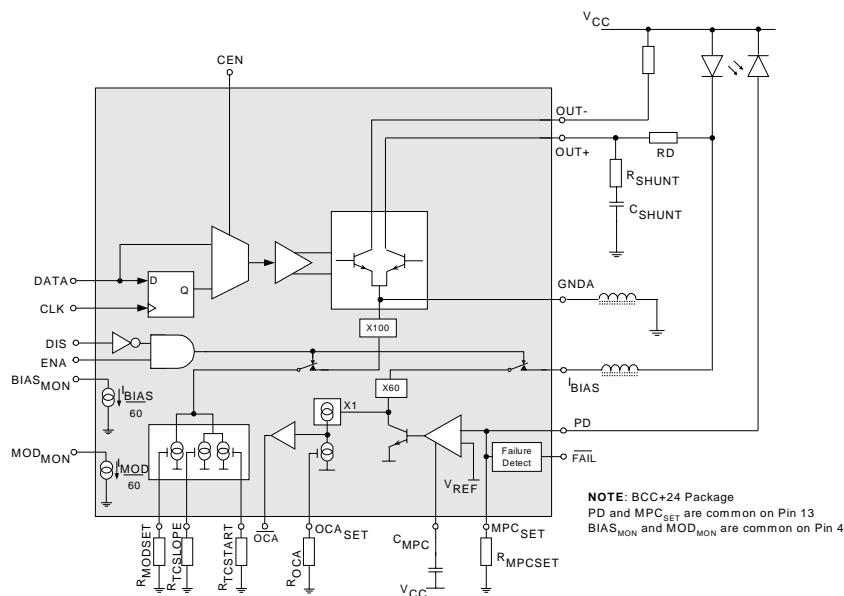 VCC
CEN
OUT-
OUT+
RD
RSHUNT
CSHUNT
DATA
D
Q
CLK
GNDA
X100
DIS
ENA
IBIAS
BIASMON
IBIAS
60
X60
X1
PD
MODMON
IMOD
60
VREF
Failure
Detect
FAIL
NOTE: BCC+24 Package
PD and MPCSET are common on Pin 13
BIASMON and MODMON are common on Pin 4
RMODSET
RTCSLOPE
RTCSTART
OCA
OCASET
ROCA
CMPC
VCC
MPCSET
RMPCSET